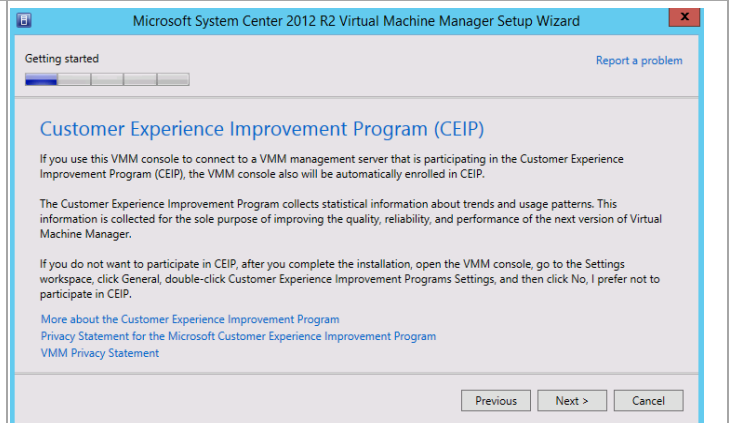 Microsoft System Center 2012 R2 Virtual Machine Manager Setup Wizard
x
Getting started
Report a problem
Customer Experience Improvement Program (CEIP)
If you use this VMM console to connect to a VMM management server that is participating in the Customer Experience
Improvement Program (CEIP), the VMM console also will be automatically enrolled in CEIP.
The Customer Experience Improvement Program collects statistical information about trends and usage patterns. This
information is collected for the sole purpose of improving the quality, reliability, and performance of the next version of Virtual
Machine Manager.
If you do not want to participate in CEIP, after you complete the installation, open the VMM console, go to the Settings
workspace, click General, double-click Customer Experience Improvement Programs Settings, and then click No, I prefer not to
participate in CEIP.
More about the Customer Experience Improvement Program
Privacy Statement for the Microsoft Customer Experience Improvement Program
VMM Privacy Statement
Previous
Next >
Cancel